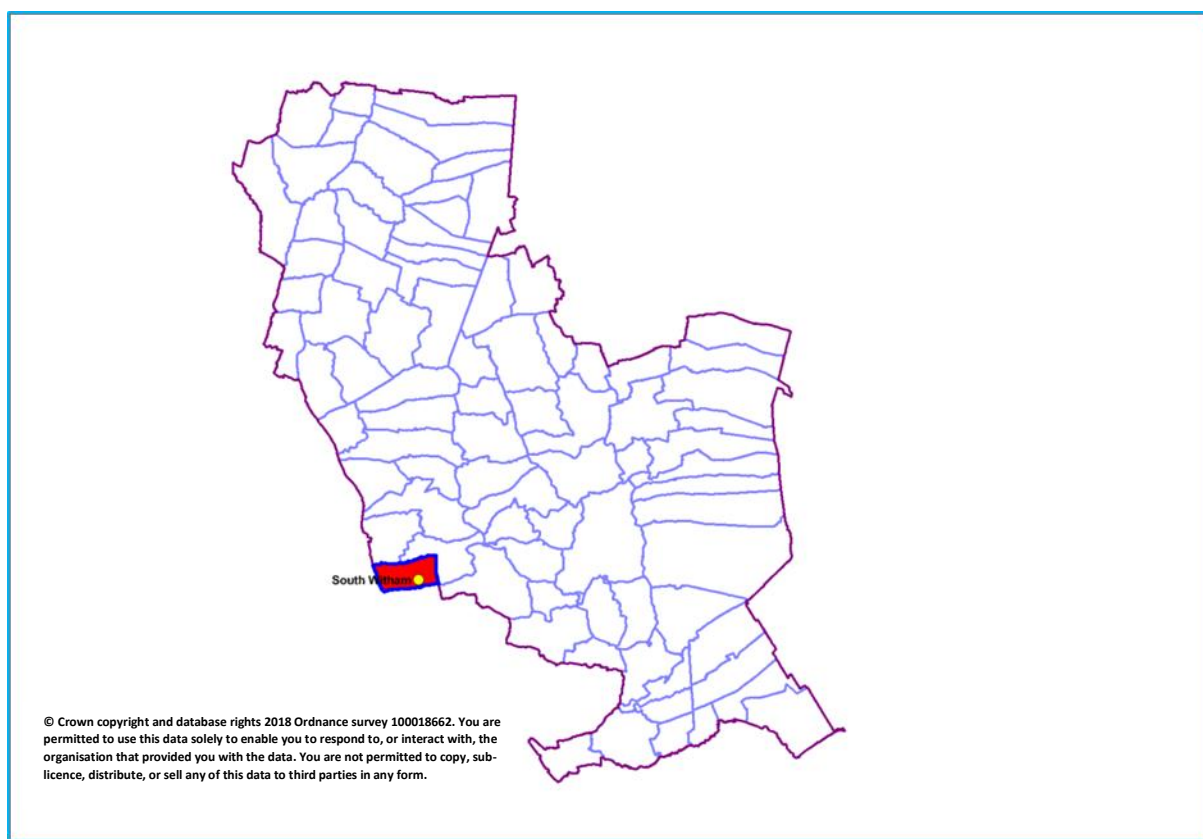 South Witham
© Crown copyright and database rights 2018 Ordnance survey 100018662. You are
permitted to use this data solely to enable you to respond to, or interact with, the
organisation that provided you with the data. You are not permitted to copy, sub-
licence, distribute, or sell any of this data to third parties in any form.